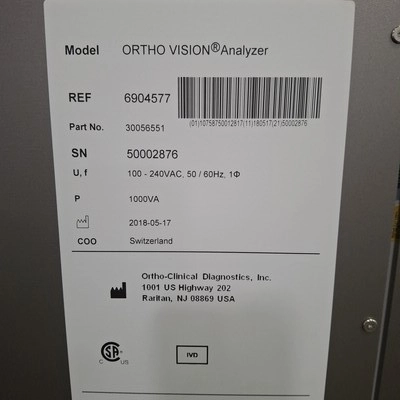 Model ORTHO VISION®Analyzer
REF 6904577
(01)10758750012817(11)180517(21)50002876
Part No. 30056551
SN 50002876
U, f 100 - 240VAC, 50 / 60Hz, 1Φ
P 1000VA
2018-05-17
COO Switzerland
Ortho-Clinical Diagnostics, Inc.
1001 US Highway 202
Raritan, NJ 08869 USA
CSA
C US
IVD